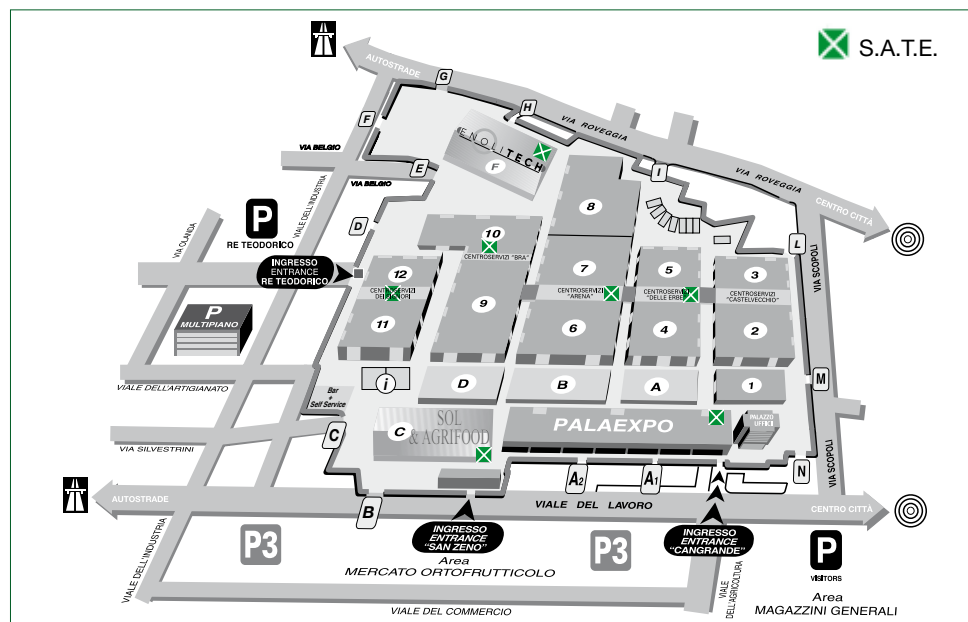 S.A.T.E.
AUTOSTRADE
G
H
VIA ROVEGGIA
F
ENOLITECH
F
VIA BELGIO
E
VIA BELGIO
I
VIA ROVEGGIA
CENTRO CITTÀ
8
VIALE DELL'INDUSTRIA
VIA OLANDA
P
RE TEODORICO
D
10
CENTROSERVIZI "BRA"
L
VIA SCOPOLI
INGRESSO
ENTRANCE
RE TEODORICO
12
CENTROSERVIZI
DEI SIGNORI
11
9
7
CENTROSERVIZI
"ARENA"
6
5
CENTROSERVIZI
"DELLE ERBE"
4
3
CENTROSERVIZI
"CASTELVECCHIO"
2
P
MULTIPIANO
VIALE DELL'ARTIGIANATO
i
Bar
+
Self Service
D
B
A
1
M
C
C
SOL
& AGRIFOOD
PALAEXPO
PALAZZO
UFFICI
VIA SILVESTRINI
A2
A1
N
VIA SCOPOLI
AUTOSTRADE
B
VIALE DEL LAVORO
CENTRO CITTÀ
INGRESSO
ENTRANCE
"SAN ZENO"
INGRESSO
ENTRANCE
"CANGRANDE"
VIALE DELL'INDUSTRIA
P3
Area
MERCATO ORTOFRUTTICOLO
P3
VIALE
DELL'AGRICOLTURA
P
VISITORS
Area
MAGAZZINI GENERALI
VIALE DEL COMMERCIO